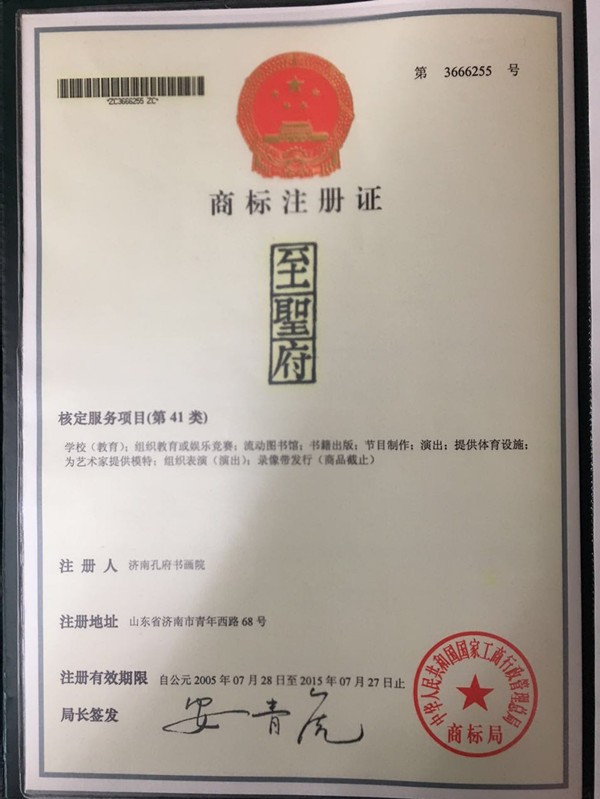 第 3666255 号
*ZC3666255 ZC*
商标注册证
至聖府
核定服务项目(第 41 类)
学校（教育）；组织教育或娱乐竞赛；流动图书馆；书籍出版；节目制作；演出；提供体育设施；
为艺术家提供模特；组织表演（演出）；录像带发行（商品截止）
注 册 人 济南孔府书画院
注册地址 山东省济南市青年西路 68 号
注册有效期限 自公元 2005 年 07 月 28 日至 2015 年 07 月 27 日止
局长签发 安青虎
中华人民共和国国家工商行政管理总局
商标局